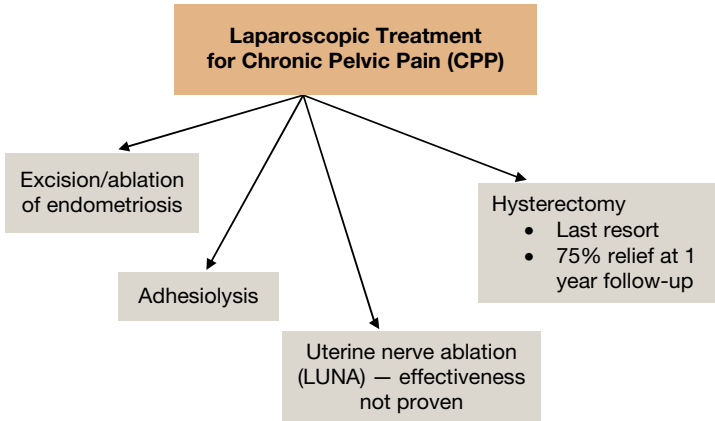 Laparoscopic Treatment
for Chronic Pelvic Pain (CPP)
Excision/ablation
of endometriosis
Adhesiolysis
Uterine nerve ablation
(LUNA) — effectiveness
not proven
Hysterectomy
• Last resort
• 75% relief at 1
year follow-up